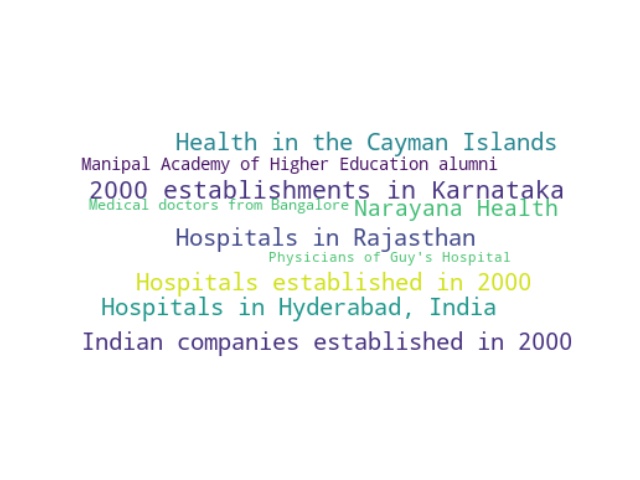 Health in the Cayman Islands
Manipal Academy of Higher Education alumni
2000 establishments in Karnataka
Medical doctors from Bangalore
Narayana Health
Hospitals in Rajasthan
Physicians of Guy's Hospital
Hospitals established in 2000
Hospitals in Hyderabad, India
Indian companies established in 2000